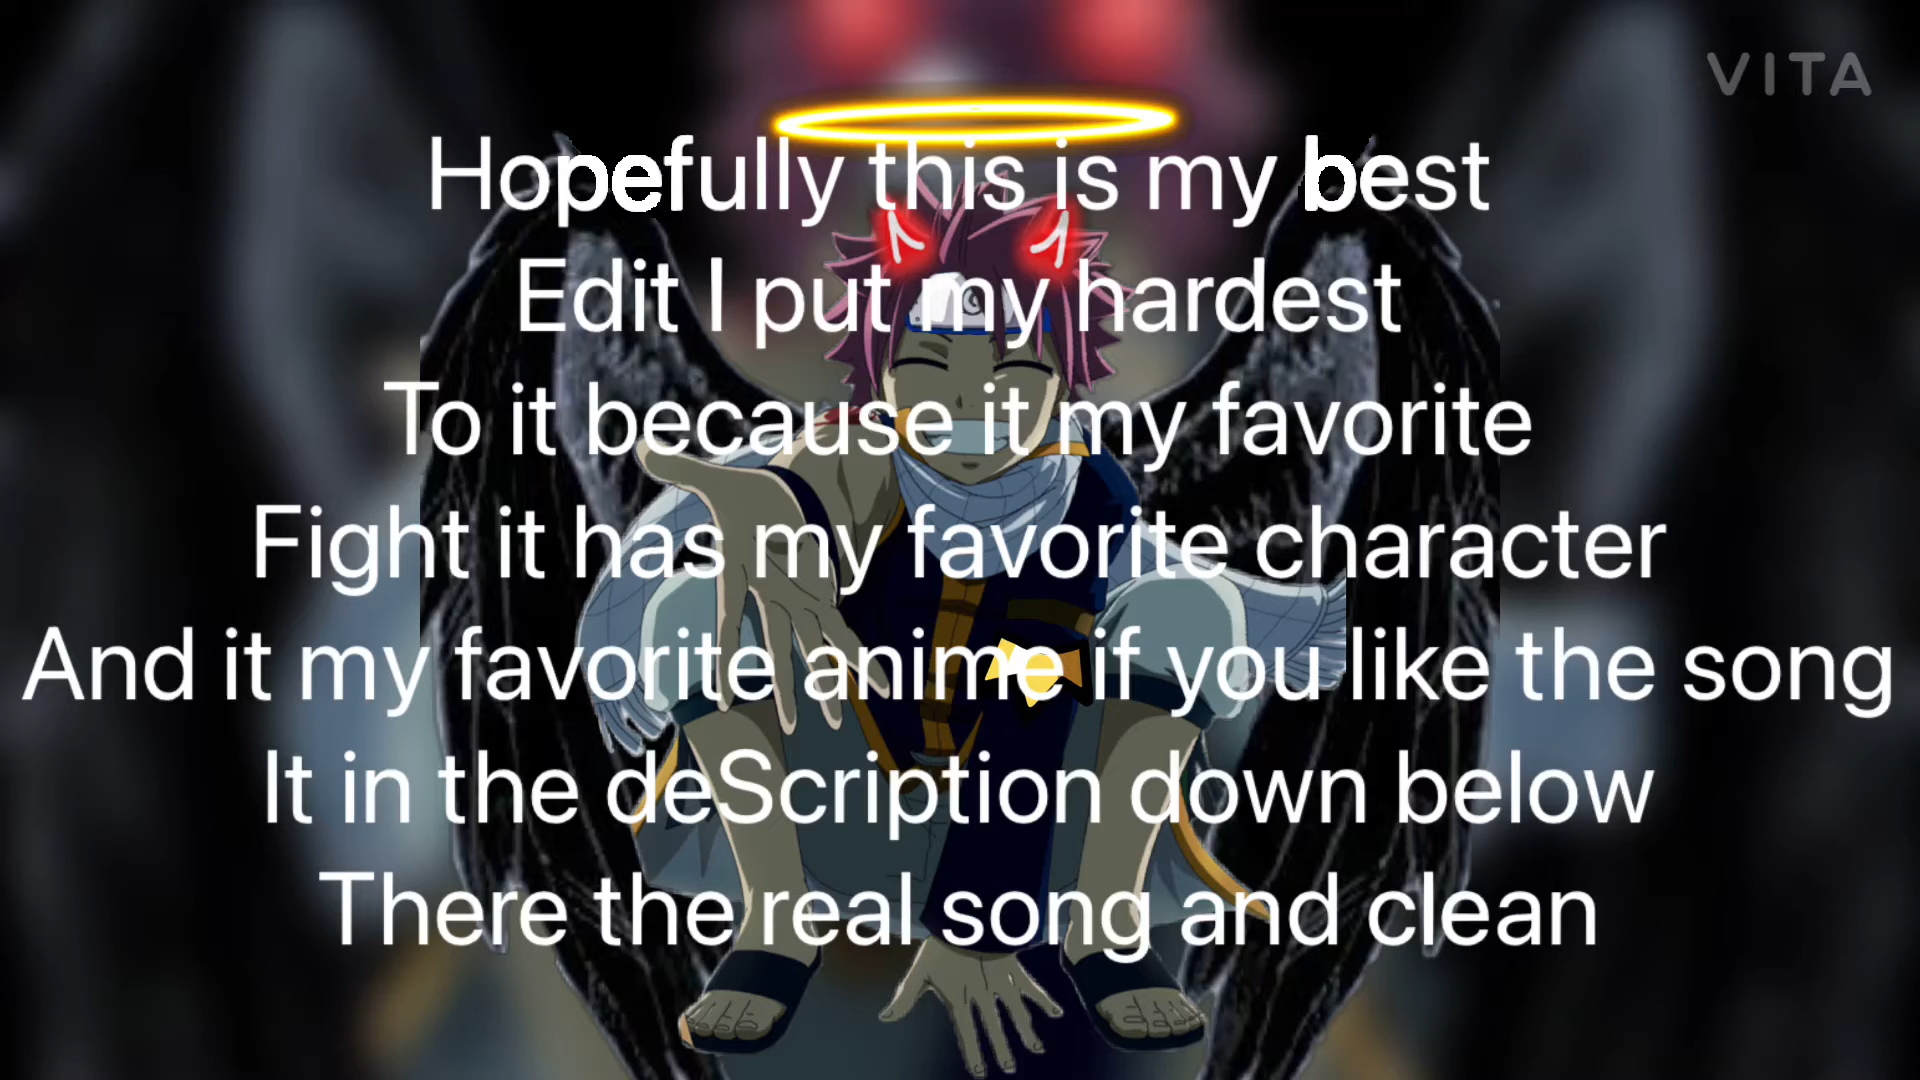 VITA
Hopefully this is my best
Edit I put my hardest
To it because it my favorite
Fight it has my favorite character
And it my favorite anime if you like the song
It in the deScription down below
There the real song and clean